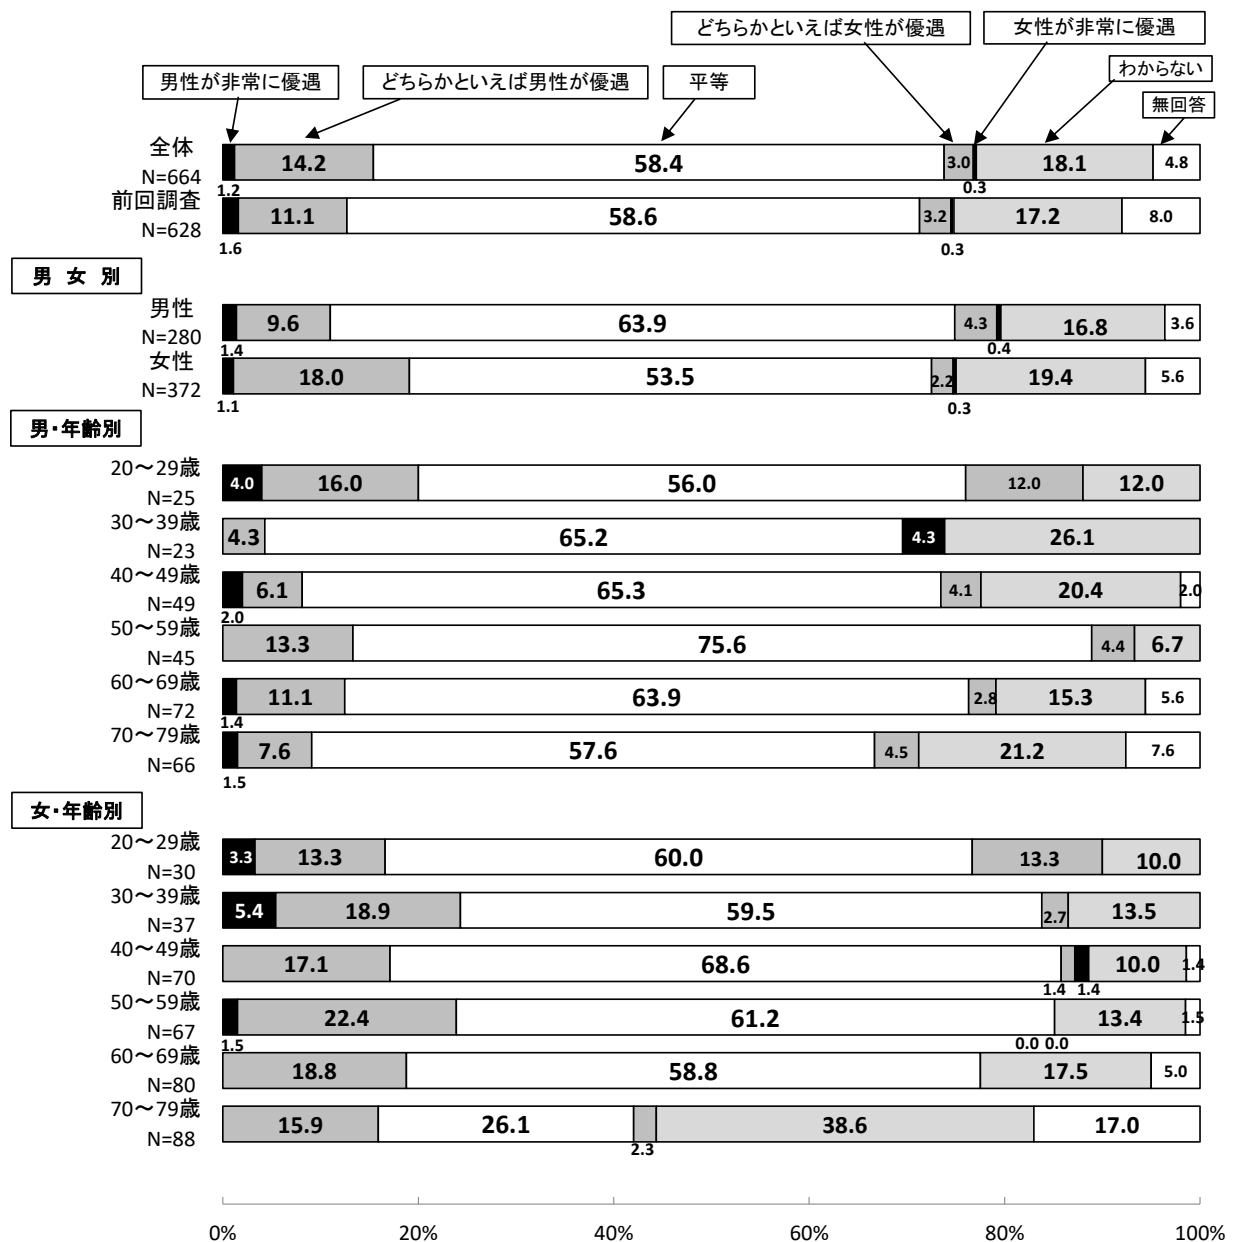 どちらかといえば女性が優遇 女性が非常に優遇
男性が非常に優遇 どちらかといえば男性が優遇 平等 わからない
無回答
全体
N=664
14.2 58.4 3.0 18.1 4.8
1.2 0.3
前回調査
N=628
11.1 58.6 3.2 17.2 8.0
1.6 0.3
男 女 別
男性
N=280
9.6 63.9 4.3 16.8 3.6
1.4 0.4
女性
N=372
18.0 53.5 2.2 19.4 5.6
1.1 0.3
男・年齢別
20～29歳
N=25
4.0 16.0 56.0 12.0 12.0
30～39歳
N=23
4.3 65.2 4.3 26.1
40～49歳
N=49
6.1 65.3 4.1 20.4 2.0
2.0
50～59歳
N=45
13.3 75.6 4.4 6.7
60～69歳
N=72
11.1 63.9 2.8 15.3 5.6
1.4
70～79歳
N=66
7.6 57.6 4.5 21.2 7.6
1.5
女・年齢別
20～29歳
N=30
3.3 13.3 60.0 13.3 10.0
30～39歳
N=37
5.4 18.9 59.5 2.7 13.5
40～49歳
N=70
17.1 68.6 10.0 1.4
1.4 1.4
50～59歳
N=67
22.4 61.2 13.4 1.5
1.5 0.0 0.0
60～69歳
N=80
18.8 58.8 17.5 5.0
70～79歳
N=88
15.9 26.1 38.6 17.0
2.3
0% 20% 40% 60% 80% 100%